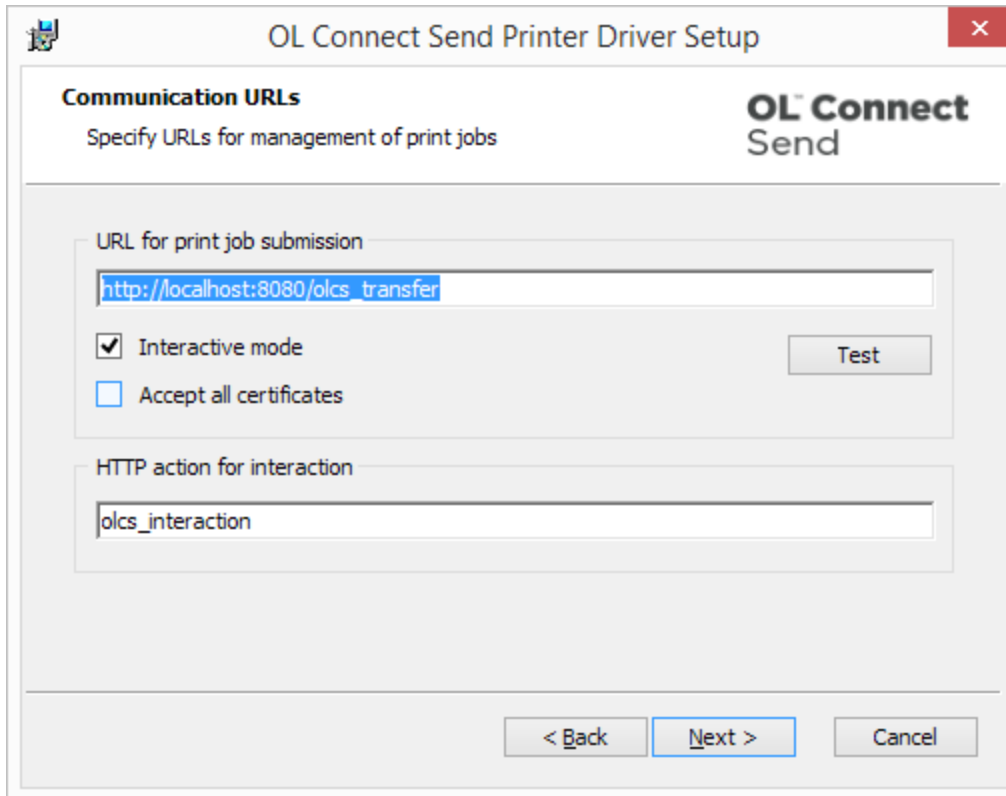 OL Connect Send Printer Driver Setup
Communication URLs
Specify URLs for management of print jobs
OL™ Connect
Send
URL for print job submission
http://localhost:8080/olcs_transfer
Interactive mode
Test
Accept all certificates
HTTP action for interaction
olcs_interaction
< Back
Next >
Cancel